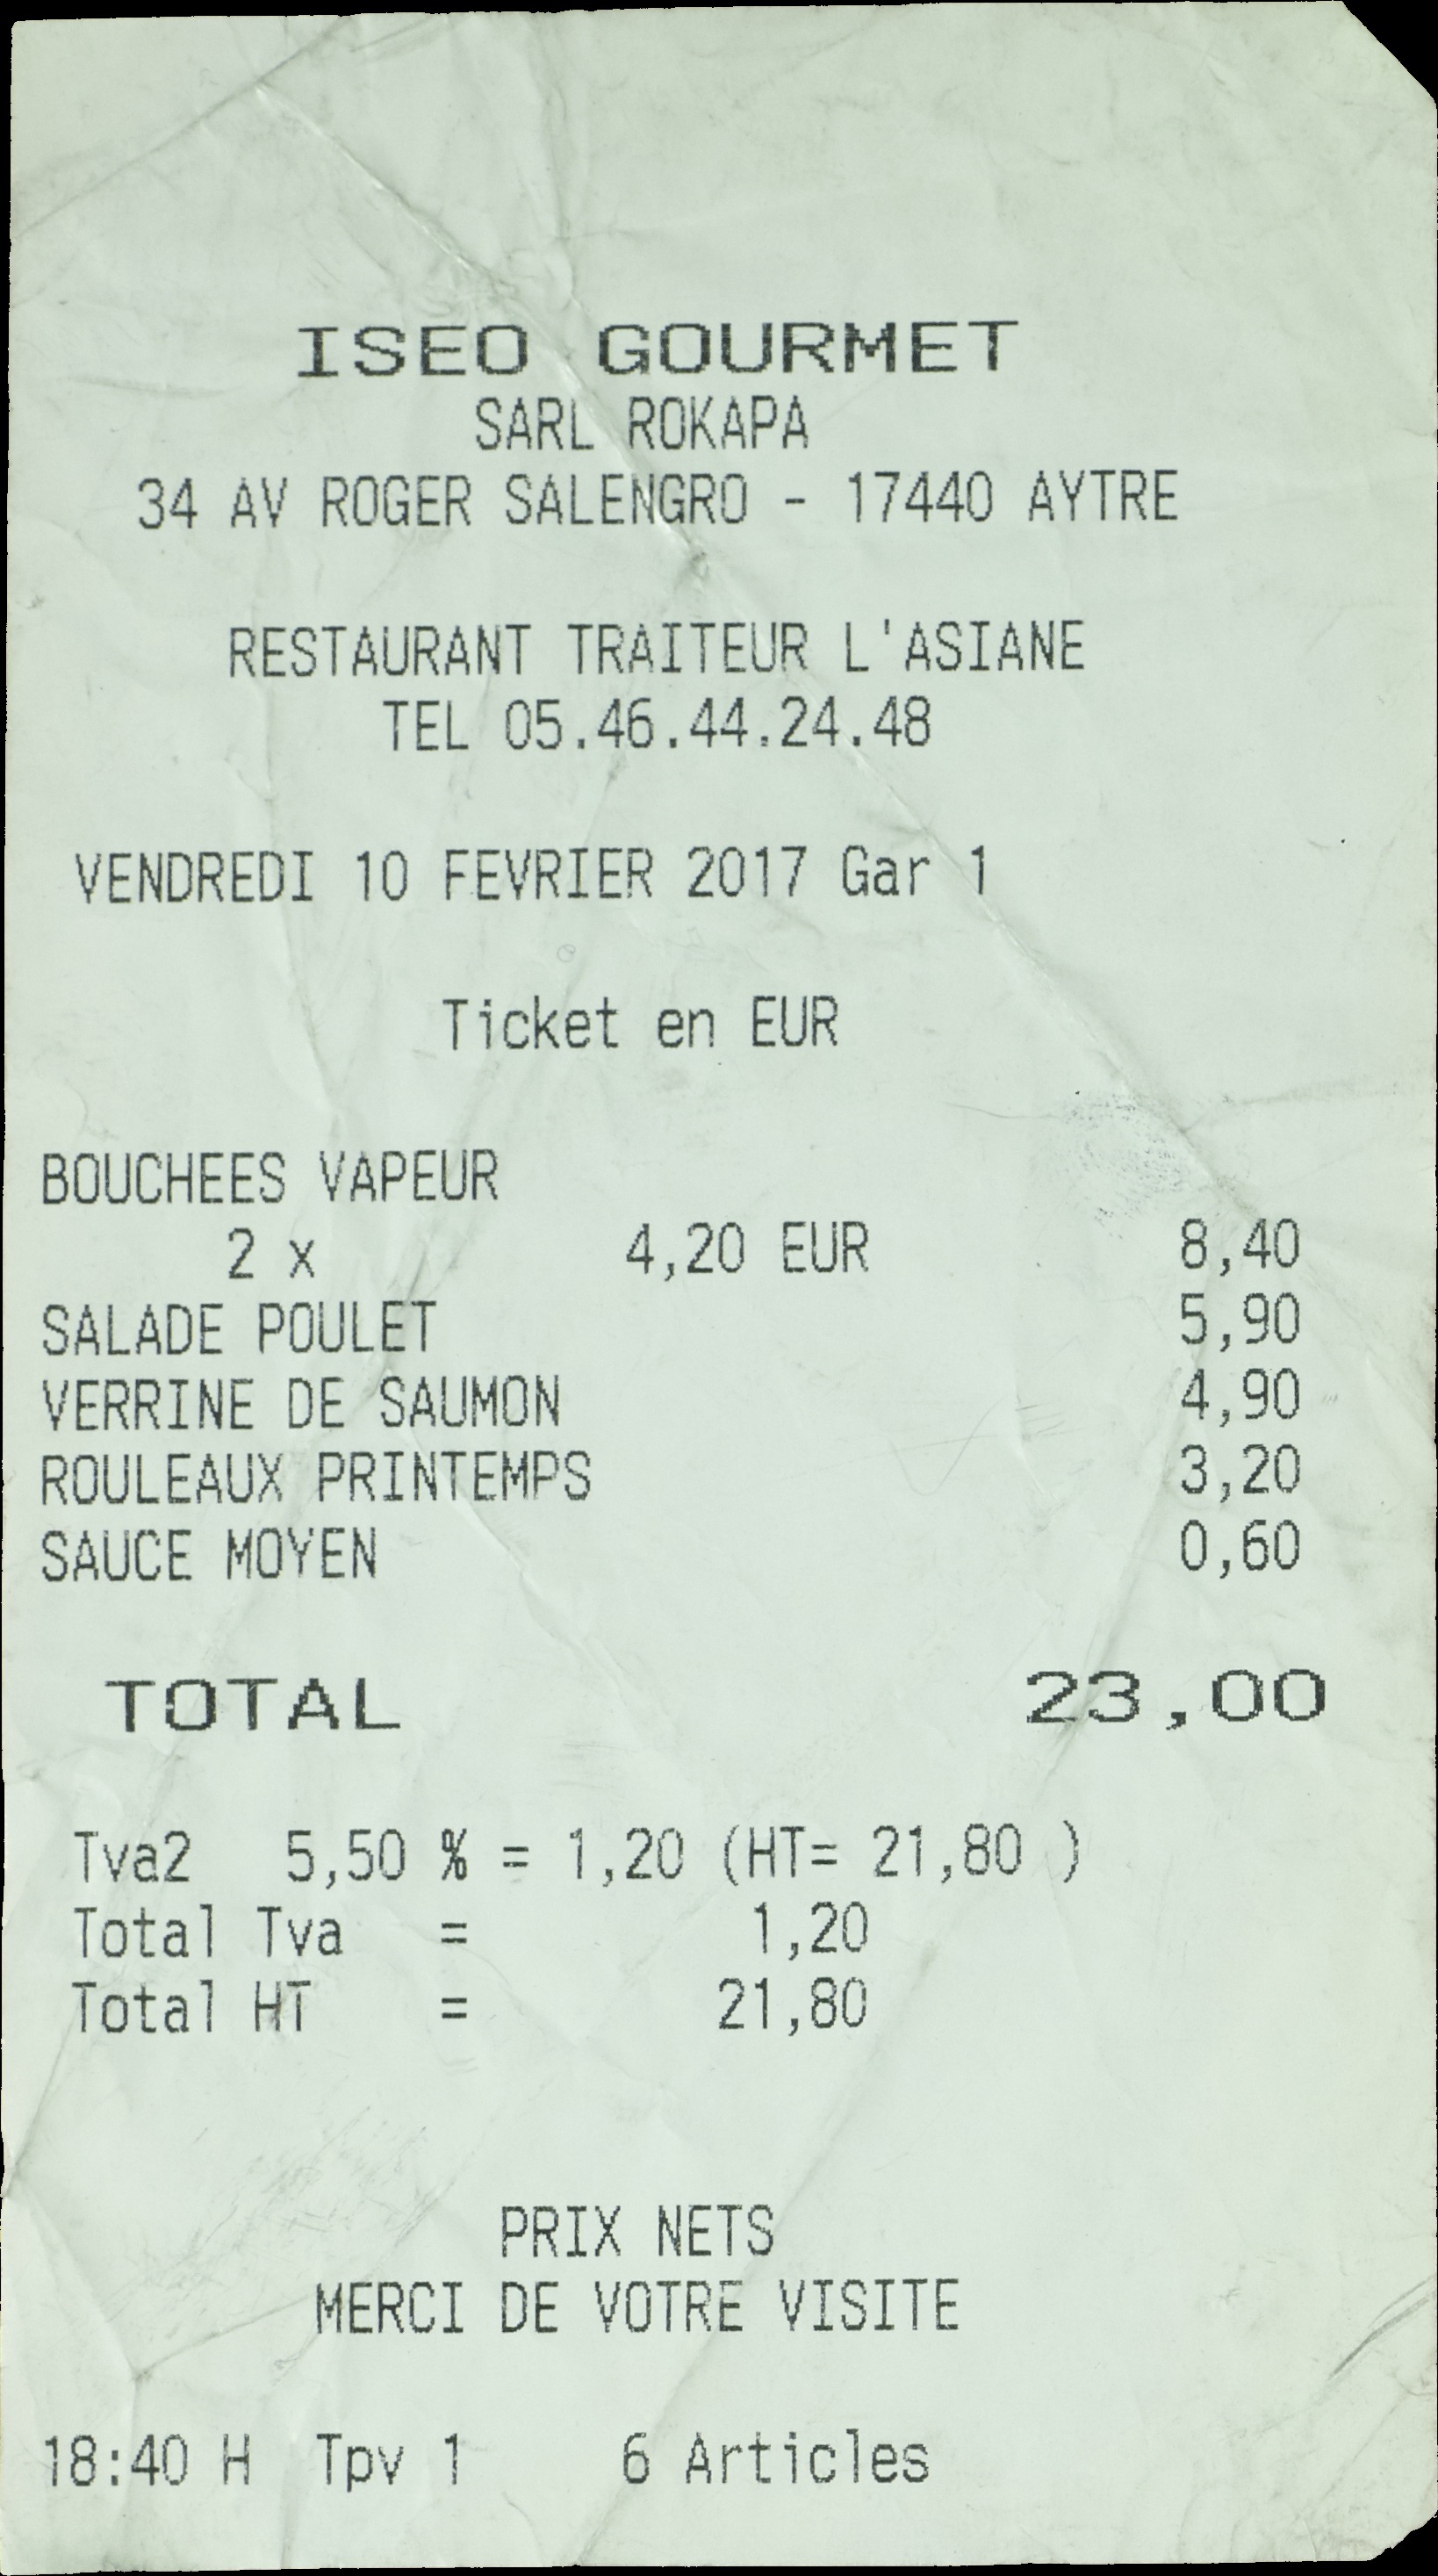 ISEO GOURMET
SARL ROKAPA
34 AV ROGER SALENGRO - 17440 AYTRE
RESTAURANT TRAITEUR L'ASIANE
TEL 05.46.44.24.48
VENDREDI 10 FEVRIER 2017 Gar 1
Ticket en EUR
BOUCHEES VAPEUR
2 x 4,20 EUR 8,40
SALADE POULET 5,90
VERRINE DE SAUMON 4,90
ROULEAUX PRINTEMPS 3,20
SAUCE MOYEN 0,60
TOTAL 23,00
Tva2 5,50 % = 1,20 (HT= 21,80 )
Total Tva = 1,20
Total HT = 21,80
PRIX NETS
MERCI DE VOTRE VISITE
18:40 H Tpv 1 6 Articles